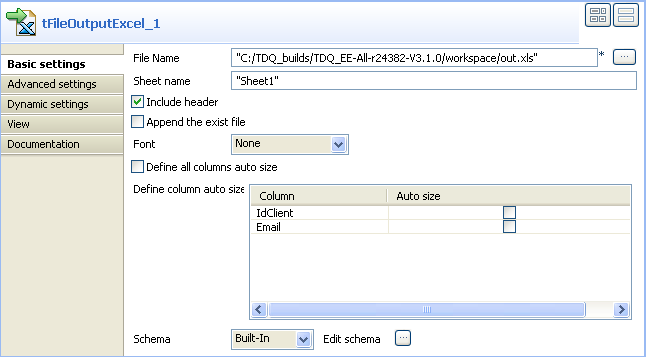 tFileOutputExcel_1
Basic settings
Advanced settings
Dynamic settings
View
Documentation
File Name "C:/TDQ_builds/TDQ_EE-All-r24382-V3.1.0/workspace/out.xls" * ...
Sheet name "Sheet1"
Include header
Append the exist file
Font None
Define all columns auto size
Define column auto size
Column Auto size
IdClient
Email
Schema Built-In Edit schema ...